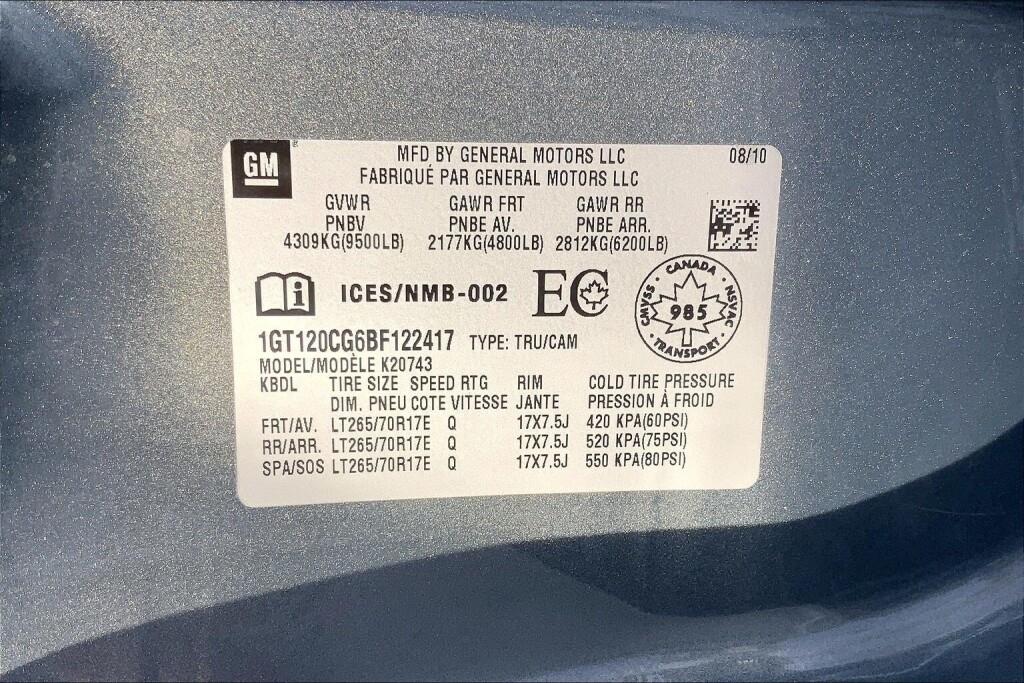 GM
MFD BY GENERAL MOTORS LLC 08/10
FABRIQUÉ PAR GENERAL MOTORS LLC
GVWR GAWR FRT GAWR RR
PNBV PNBE AV. PNBE ARR.
4309KG(9500LB) 2177KG(4800LB) 2812KG(6200LB)
ICES/NMB-002 EC
CANADA
CMVSS 985 NSVAC
TRANSPORT
1GT120CG6BF122417 TYPE: TRU/CAM
MODEL/MODÈLE K20743
KBDL TIRE SIZE SPEED RTG RIM COLD TIRE PRESSURE
DIM. PNEU COTE VITESSE JANTE PRESSION À FROID
FRT/AV. LT265/70R17E Q 17X7.5J 420 KPA(60PSI)
RR/ARR. LT265/70R17E Q 17X7.5J 520 KPA(75PSI)
SPA/SOS LT265/70R17E Q 17X7.5J 550 KPA(80PSI)